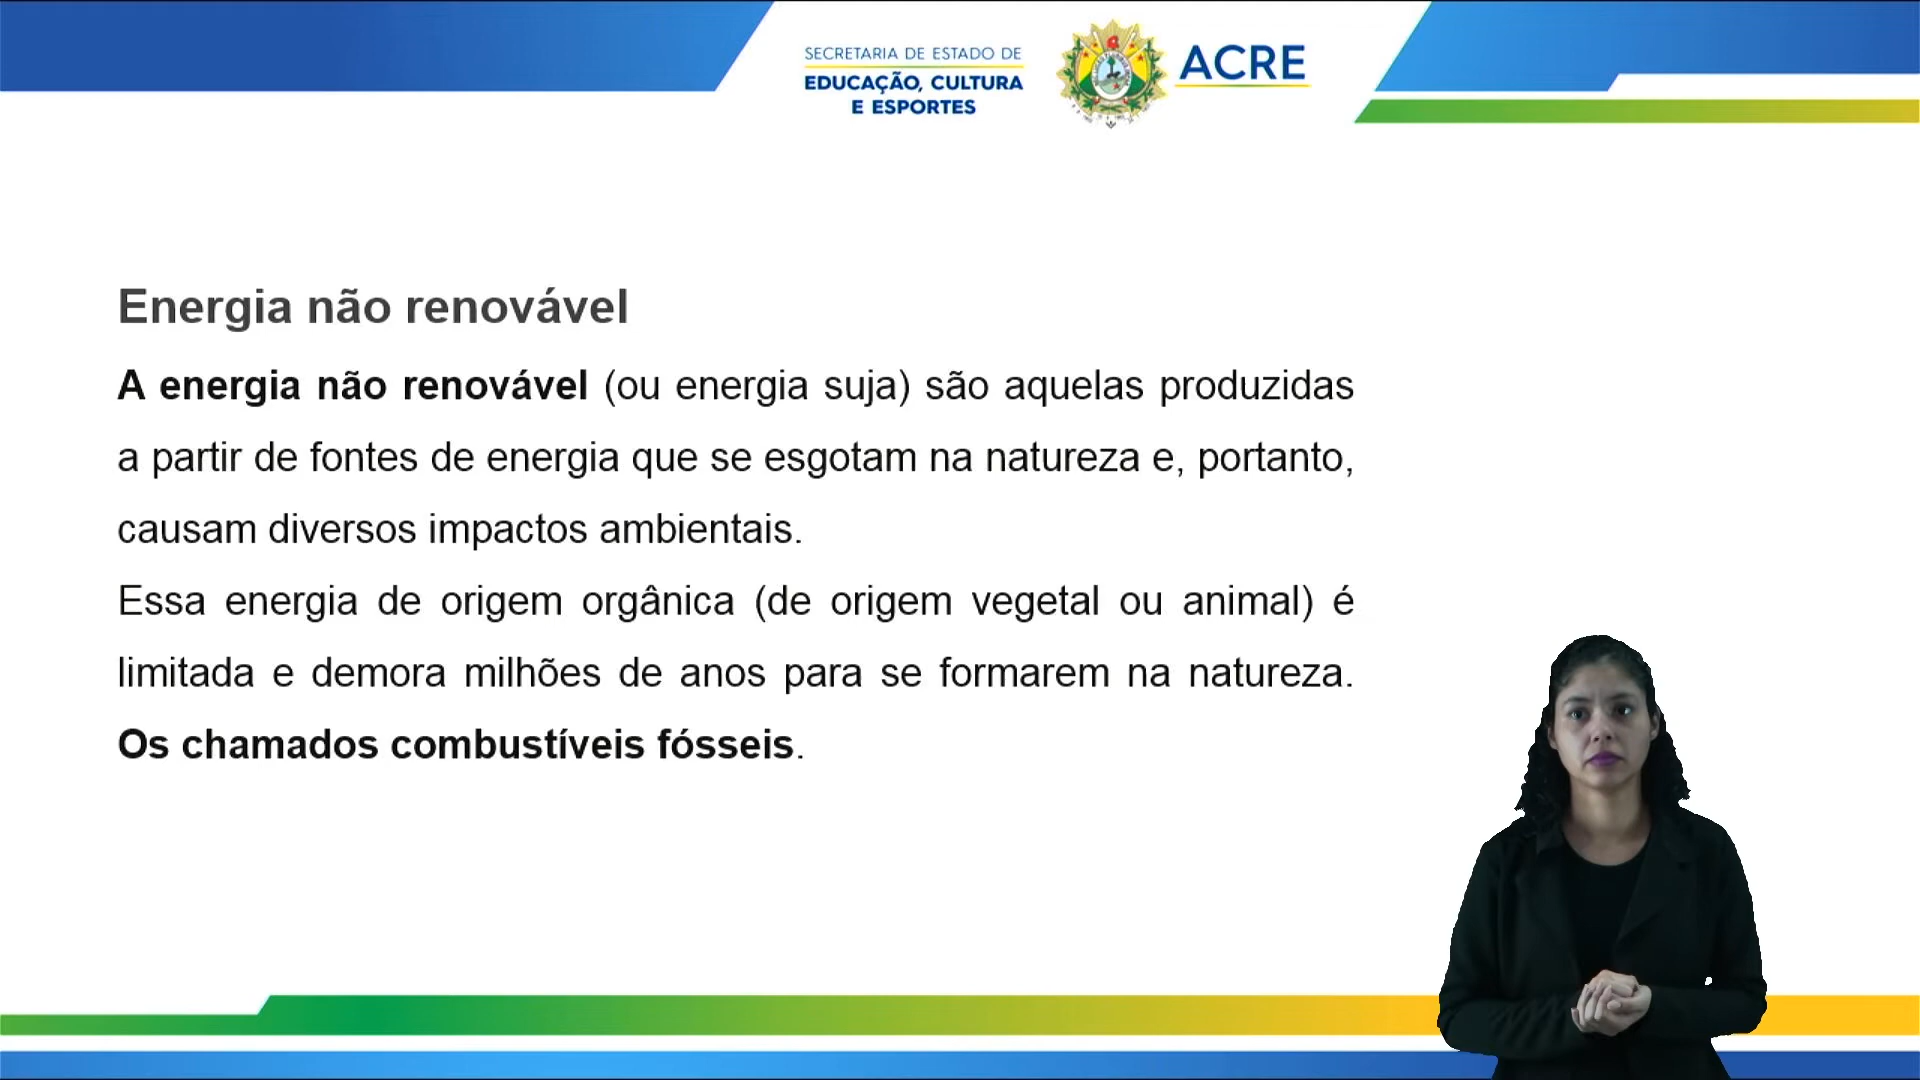 SECRETARIA DE ESTADO DE
EDUCAÇÃO, CULTURA
E ESPORTES
ACRE
Energia não renovável
A energia não renovável (ou energia suja) são aquelas produzidas
a partir de fontes de energia que se esgotam na natureza e, portanto,
causam diversos impactos ambientais.
Essa energia de origem orgânica (de origem vegetal ou animal) é
limitada e demora milhões de anos para se formarem na natureza.
Os chamados combustíveis fósseis.